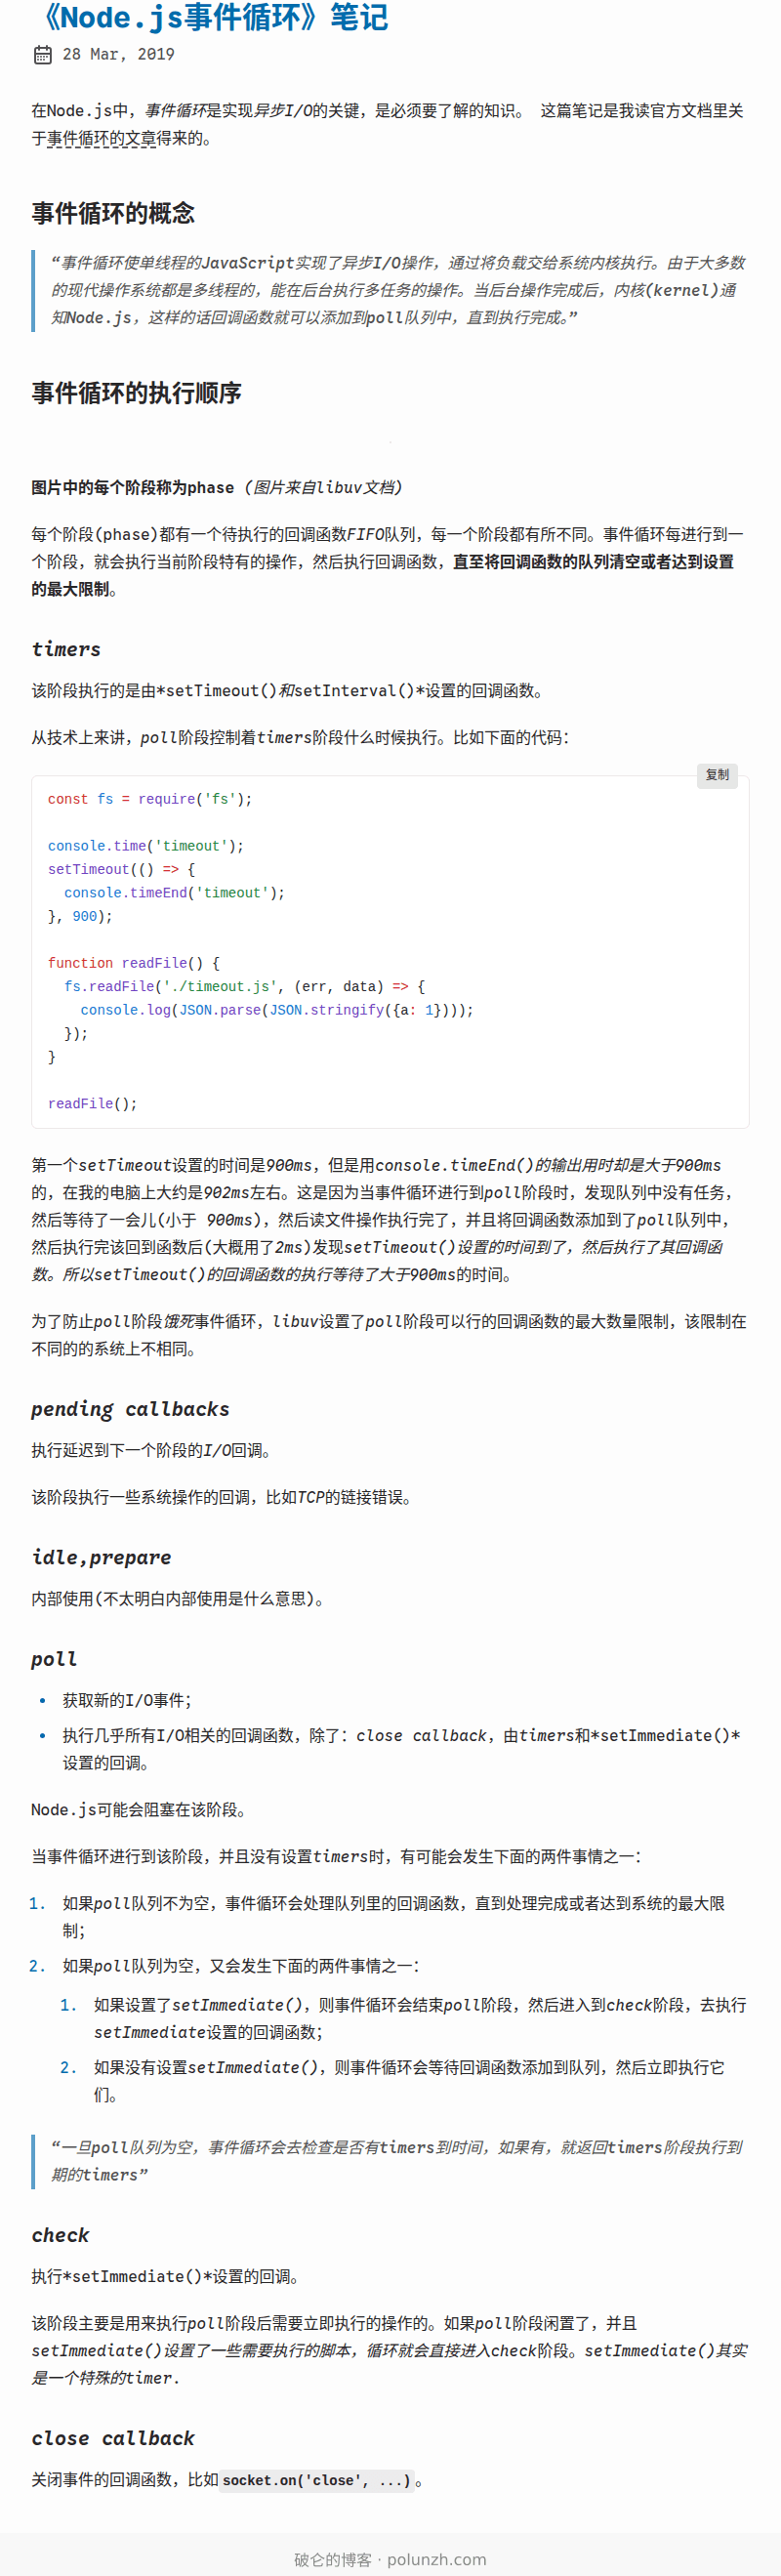 《Node.js事件循环》笔记
28 Mar, 2019
在Node.js中，事件循环是实现异步I/O的关键，是必须要了解的知识。 这篇笔记是我读官方文档里关
于事件循环的文章得来的。
事件循环的概念
“事件循环使单线程的JavaScript实现了异步I/O操作，通过将负载交给系统内核执行。由于大多数
的现代操作系统都是多线程的，能在后台执行多任务的操作。当后台操作完成后，内核(kernel)通
知Node.js，这样的话回调函数就可以添加到poll队列中，直到执行完成。”
事件循环的执行顺序
图片中的每个阶段称为phase (图片来自libuv文档)
每个阶段(phase)都有一个待执行的回调函数FIFO队列，每一个阶段都有所不同。事件循环每进行到一
个阶段，就会执行当前阶段特有的操作，然后执行回调函数，直至将回调函数的队列清空或者达到设置
的最大限制。
timers
该阶段执行的是由*setTimeout()和setInterval()*设置的回调函数。
从技术上来讲，poll阶段控制着timers阶段什么时候执行。比如下面的代码：
复制
const fs = require('fs');
console.time('timeout');
setTimeout(() => {
  console.timeEnd('timeout');
}, 900);
function readFile() {
  fs.readFile('./timeout.js', (err, data) => {
    console.log(JSON.parse(JSON.stringify({a: 1})));
  });
}
readFile();
第一个setTimeout设置的时间是900ms，但是用console.timeEnd()的输出用时却是大于900ms
的，在我的电脑上大约是902ms左右。这是因为当事件循环进行到poll阶段时，发现队列中没有任务，
然后等待了一会儿(小于 900ms)，然后读文件操作执行完了，并且将回调函数添加到了poll队列中，
然后执行完该回到函数后(大概用了2ms)发现setTimeout()设置的时间到了，然后执行了其回调函
数。所以setTimeout()的回调函数的执行等待了大于900ms的时间。
为了防止poll阶段饿死事件循环，libuv设置了poll阶段可以行的回调函数的最大数量限制，该限制在
不同的的系统上不相同。
pending callbacks
执行延迟到下一个阶段的I/O回调。
该阶段执行一些系统操作的回调，比如TCP的链接错误。
idle,prepare
内部使用(不太明白内部使用是什么意思)。
poll
• 获取新的I/O事件；
• 执行几乎所有I/O相关的回调函数，除了：close callback，由timers和*setImmediate()*
设置的回调。
Node.js可能会阻塞在该阶段。
当事件循环进行到该阶段，并且没有设置timers时，有可能会发生下面的两件事情之一：
1. 如果poll队列不为空，事件循环会处理队列里的回调函数，直到处理完成或者达到系统的最大限
制；
2. 如果poll队列为空，又会发生下面的两件事情之一：
1. 如果设置了setImmediate()，则事件循环会结束poll阶段，然后进入到check阶段，去执行
setImmediate设置的回调函数；
2. 如果没有设置setImmediate()，则事件循环会等待回调函数添加到队列，然后立即执行它
们。
“一旦poll队列为空，事件循环会去检查是否有timers到时间，如果有，就返回timers阶段执行到
期的timers”
check
执行*setImmediate()*设置的回调。
该阶段主要是用来执行poll阶段后需要立即执行的操作的。如果poll阶段闲置了，并且
setImmediate()设置了一些需要执行的脚本，循环就会直接进入check阶段。setImmediate()其实
是一个特殊的timer.
close callback
关闭事件的回调函数，比如socket.on('close', ...)。
破仑的博客 · polunzh.com